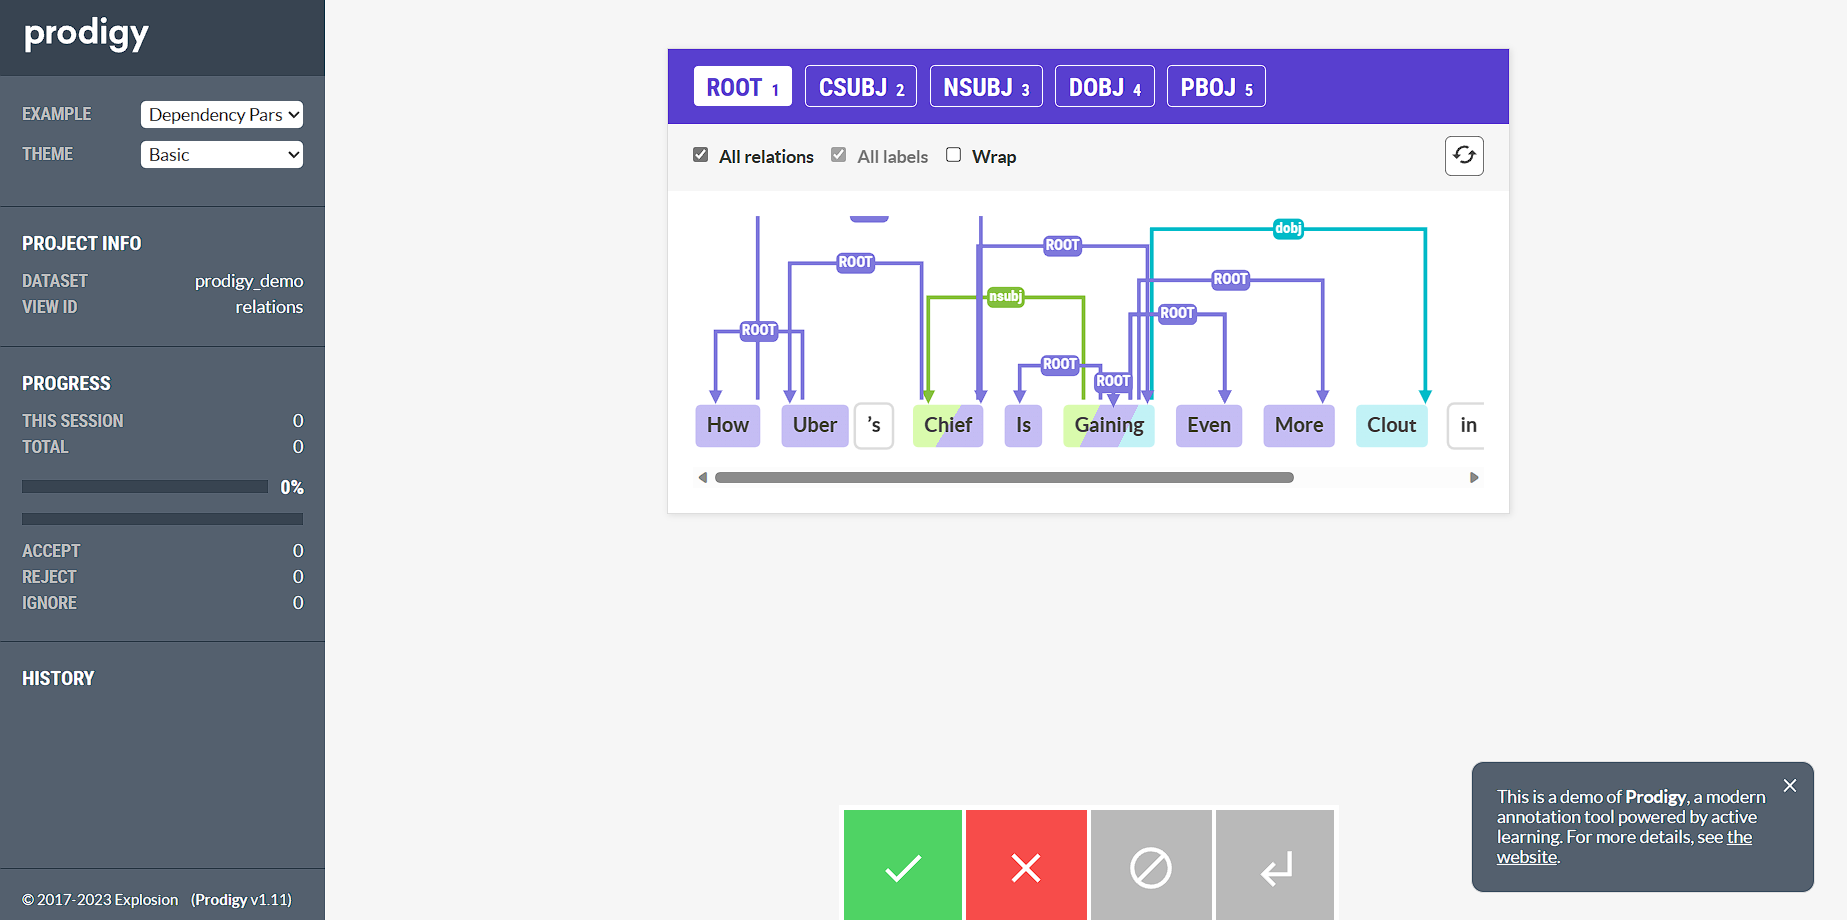 prodigy
EXAMPLE Dependency Pars
THEME Basic
PROJECT INFO
DATASET prodigy_demo
VIEW ID relations
PROGRESS
THIS SESSION 0
TOTAL 0
0%
ACCEPT 0
REJECT 0
IGNORE 0
HISTORY
© 2017-2023 Explosion (Prodigy v1.11)
ROOT 1 CSUBJ 2 NSUBJ 3 DOBJ 4 PBOJ 5
All relations All labels Wrap
dobj
ROOT
ROOT
ROOT
nsubj
ROOT
ROOT
ROOT
ROOT
How Uber 's Chief Is Gaining Even More Clout in
This is a demo of Prodigy, a modern
annotation tool powered by active
learning. For more details, see the
website.